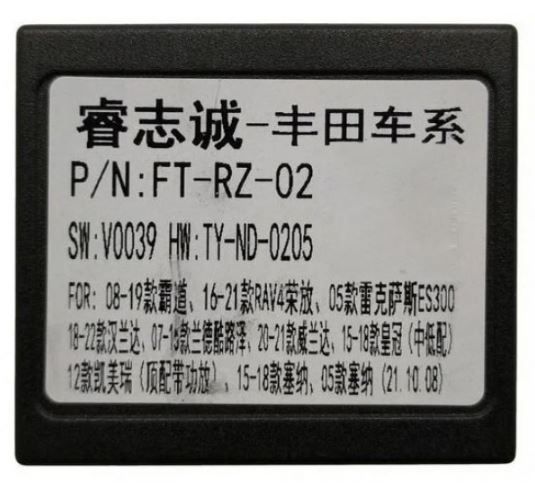 睿志诚-丰田车系
P/N:FT-RZ-02
SW:V0039 HW:TY-ND-0205
FOR: 08-19款霸道、16-21款RAV4荣放、05款雷克萨斯ES300
18-22款汉兰达、07-15款兰德酷路泽、20-21款威兰达、15-18款皇冠(中低配)
12款凯美瑞(顶配带功放)、15-18款塞纳、05款塞纳(21.10.08)